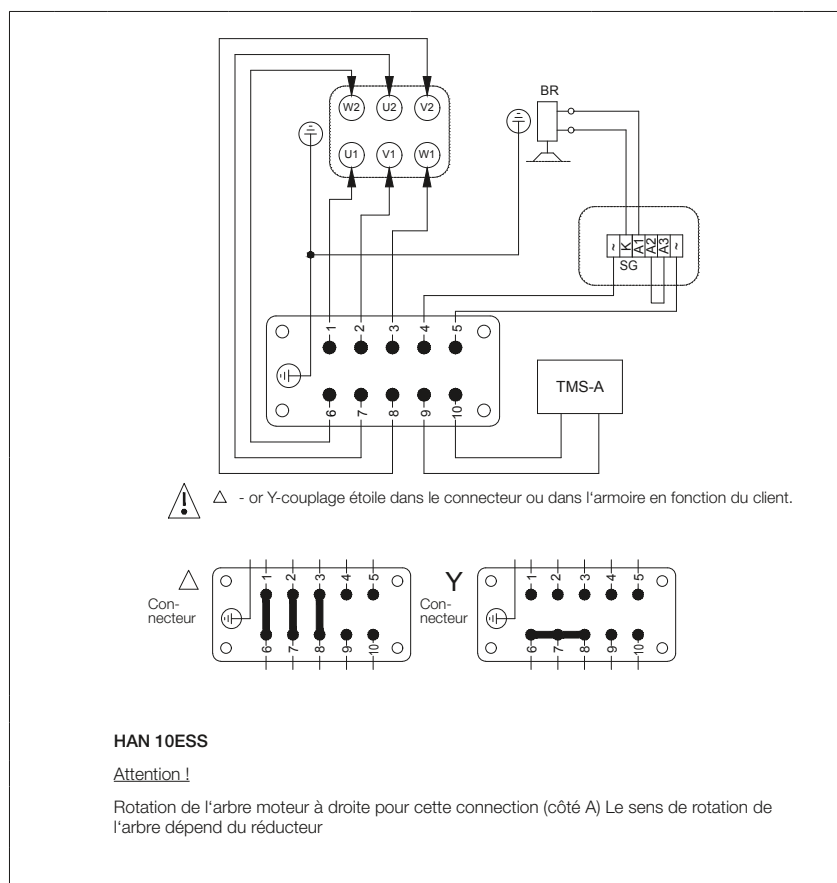 W2 U2 V2
BR
U1 V1 W1
~ K A1 A2 A3 ~
SG
1 2 3 4 5
TMS-A
6 7 8 9 10
△ - or Y-couplage étoile dans le connecteur ou dans l‘armoire en fonction du client.
△ 1 2 3 4 5
Con-
necteur
6 7 8 9 10
Y 1 2 3 4 5
Con-
necteur
6 7 8 9 10
HAN 10ESS
Attention !
Rotation de l‘arbre moteur à droite pour cette connection (côté A) Le sens de rotation de
l‘arbre dépend du réducteur